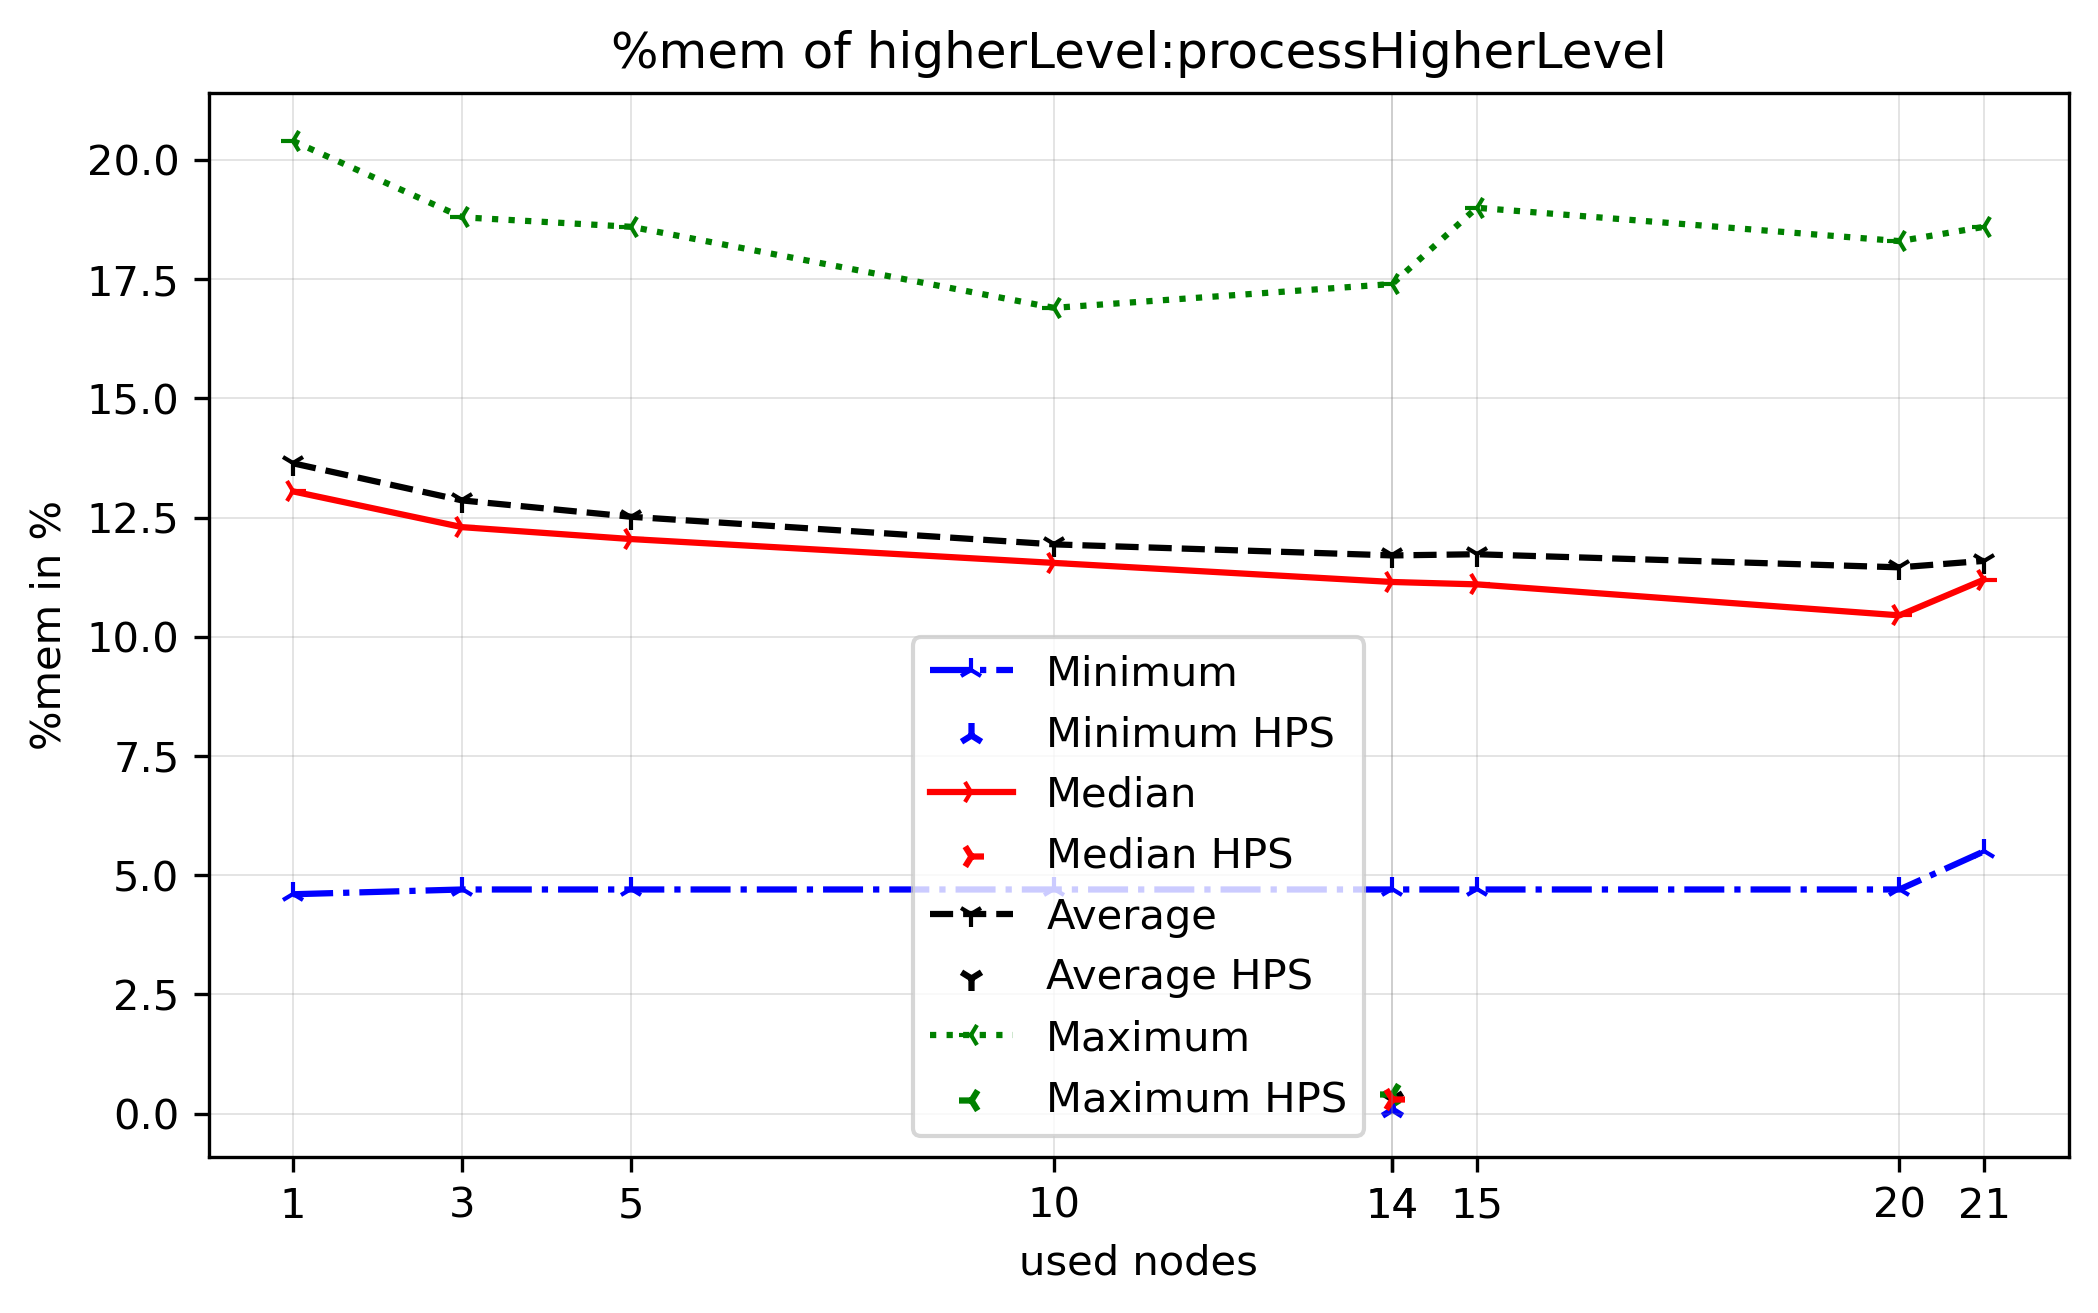 %mem of higherLevel:processHigherLevel
20.0
17.5
15.0
12.5
10.0
7.5
5.0
2.5
0.0
%mem in %
Minimum
Minimum HPS
Median
Median HPS
Average
Average HPS
Maximum
Maximum HPS
1 3 5 10 14 15 20 21
used nodes